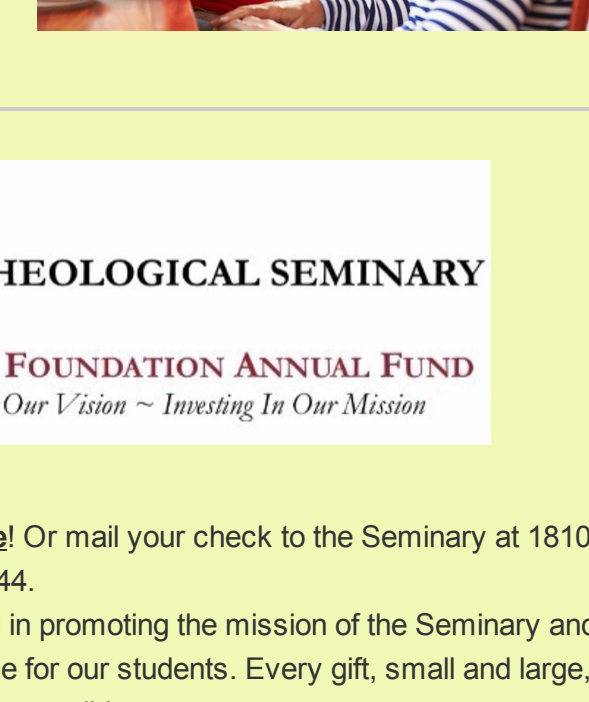 THEOLOGICAL SEMINARY
FOUNDATION ANNUAL FUND
Our Vision ~ Investing In Our Mission
e! Or mail your check to the Seminary at 1810
44.
in promoting the mission of the Seminary and
e for our students. Every gift, small and large,